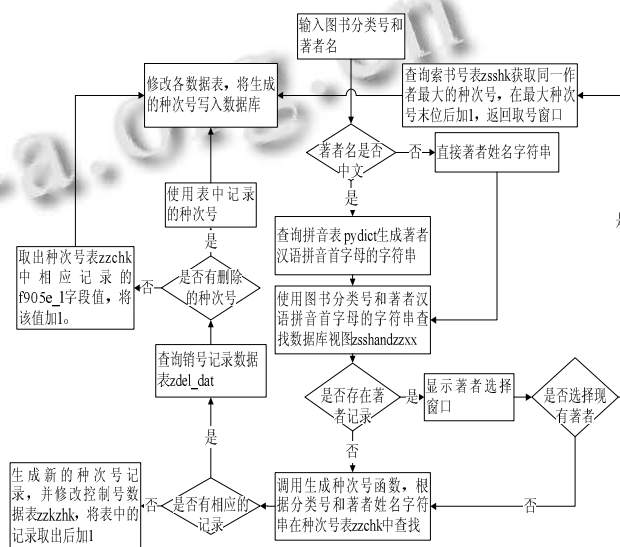 输入图书分类号和
著者名
修改各数据表，将生成
的种次号写入数据库
查询索书号表zsshk获取同一作
者最大的种次号，在最大种次
号末位后加1，返回取号窗口
著者名是否
中文
否
直接著者姓名字符串
是
使用表中记录
的种次号
查询拼音表pydict生成著者
汉语拼音首字母的字符串
是
取出种次号表zzchk
中相应记录的
f905e_1字段值，将
该值加1。
否
是否有删除
的种次号
使用图书分类号和著者汉
语拼音首字母的字符串查
找数据库视图zsshandzzxx
查询销号记录数据
表zdel_dat
是否存在著
者记录
是
显示著者选择
窗口
是否选择现
有著者
是
否
生成新的种次号记
录，并修改控制号数
据表zzkzhk，将表中的
记录取出后加1
否
是否有相应的
记录
调用生成种次号函数，根
据分类号和著者姓名字符
串在种次号表zzchk中查找
否